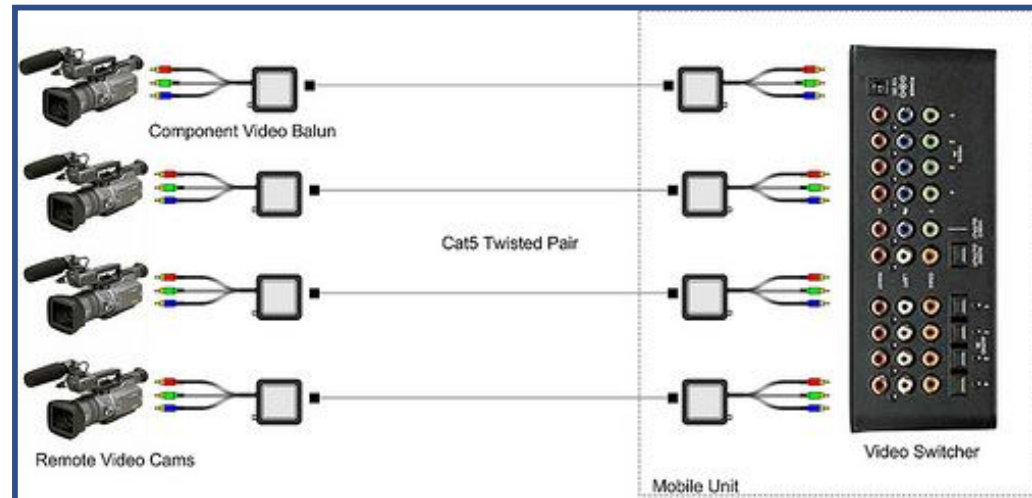 Component Video Balun
Cat5 Twisted Pair
Remote Video Cams
Video Switcher
Mobile Unit